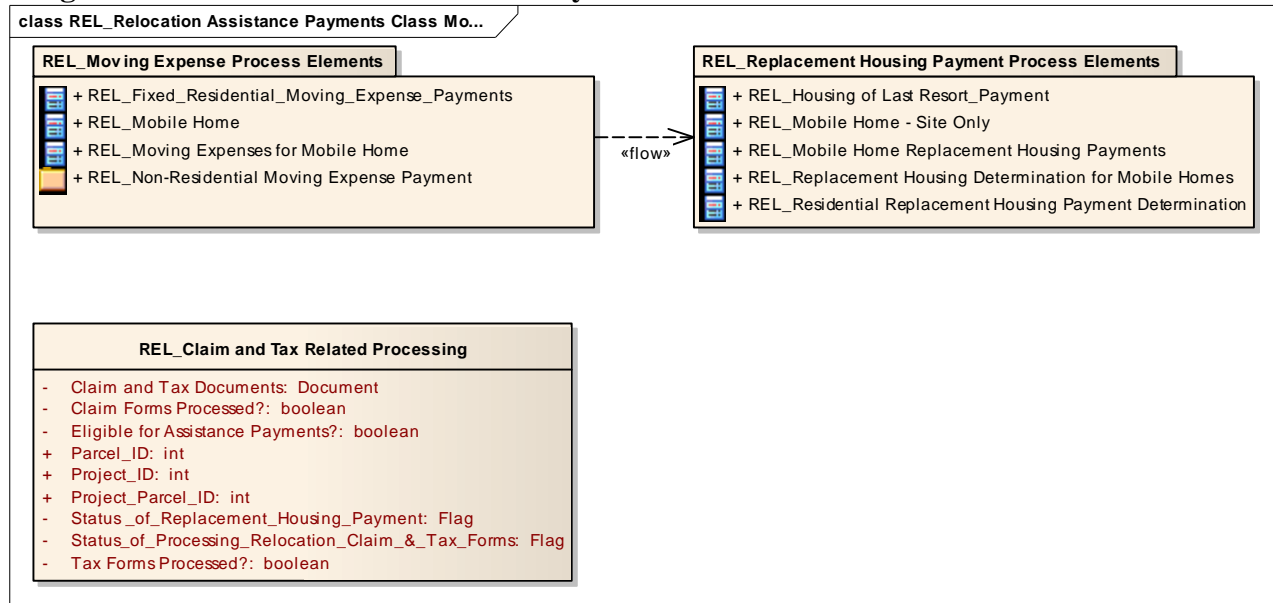 class REL_Relocation Assistance Payments Class Mo...
REL_Moving Expense Process Elements
+ REL_Fixed_Residential_Moving_Expense_Payments
+ REL_Mobile Home
+ REL_Moving Expenses for Mobile Home
+ REL_Non-Residential Moving Expense Payment
«flow»
REL_Replacement Housing Payment Process Elements
+ REL_Housing of Last Resort_Payment
+ REL_Mobile Home - Site Only
+ REL_Mobile Home Replacement Housing Payments
+ REL_Replacement Housing Determination for Mobile Homes
+ REL_Residential Replacement Housing Payment Determination
REL_Claim and Tax Related Processing
- Claim and Tax Documents: Document
- Claim Forms Processed?: boolean
- Eligible for Assistance Payments?: boolean
+ Parcel_ID: int
+ Project_ID: int
+ Project_Parcel_ID: int
- Status_of_Replacement_Housing_Payment: Flag
- Status_of_Processing_Relocation_Claim_&_Tax_Forms: Flag
- Tax Forms Processed?: boolean